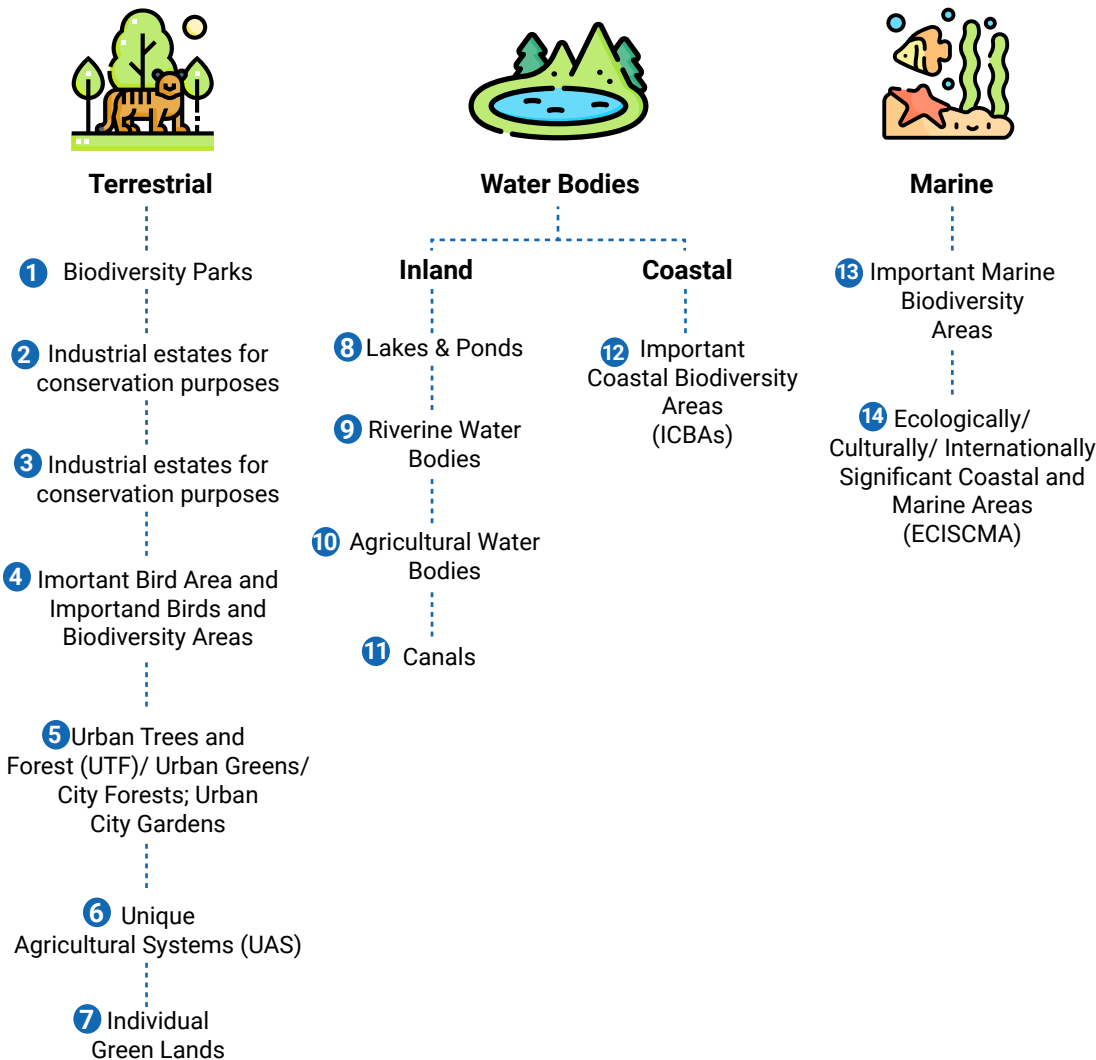 Terrestrial
1 Biodiversity Parks
2 Industrial estates for
conservation purposes
3 Industrial estates for
conservation purposes
4 Imortant Bird Area and
Importand Birds and
Biodiversity Areas
5 Urban Trees and
Forest (UTF)/ Urban Greens/
City Forests; Urban
City Gardens
6 Unique
Agricultural Systems (UAS)
7 Individual
Green Lands
Water Bodies
Inland
8 Lakes & Ponds
9 Riverine Water
Bodies
10 Agricultural Water
Bodies
11 Canals
Coastal
12 Important
Coastal Biodiversity
Areas
(ICBAs)
Marine
13 Important Marine
Biodiversity
Areas
14 Ecologically/
Culturally/ Internationally
Significant Coastal and
Marine Areas
(ECISCMA)